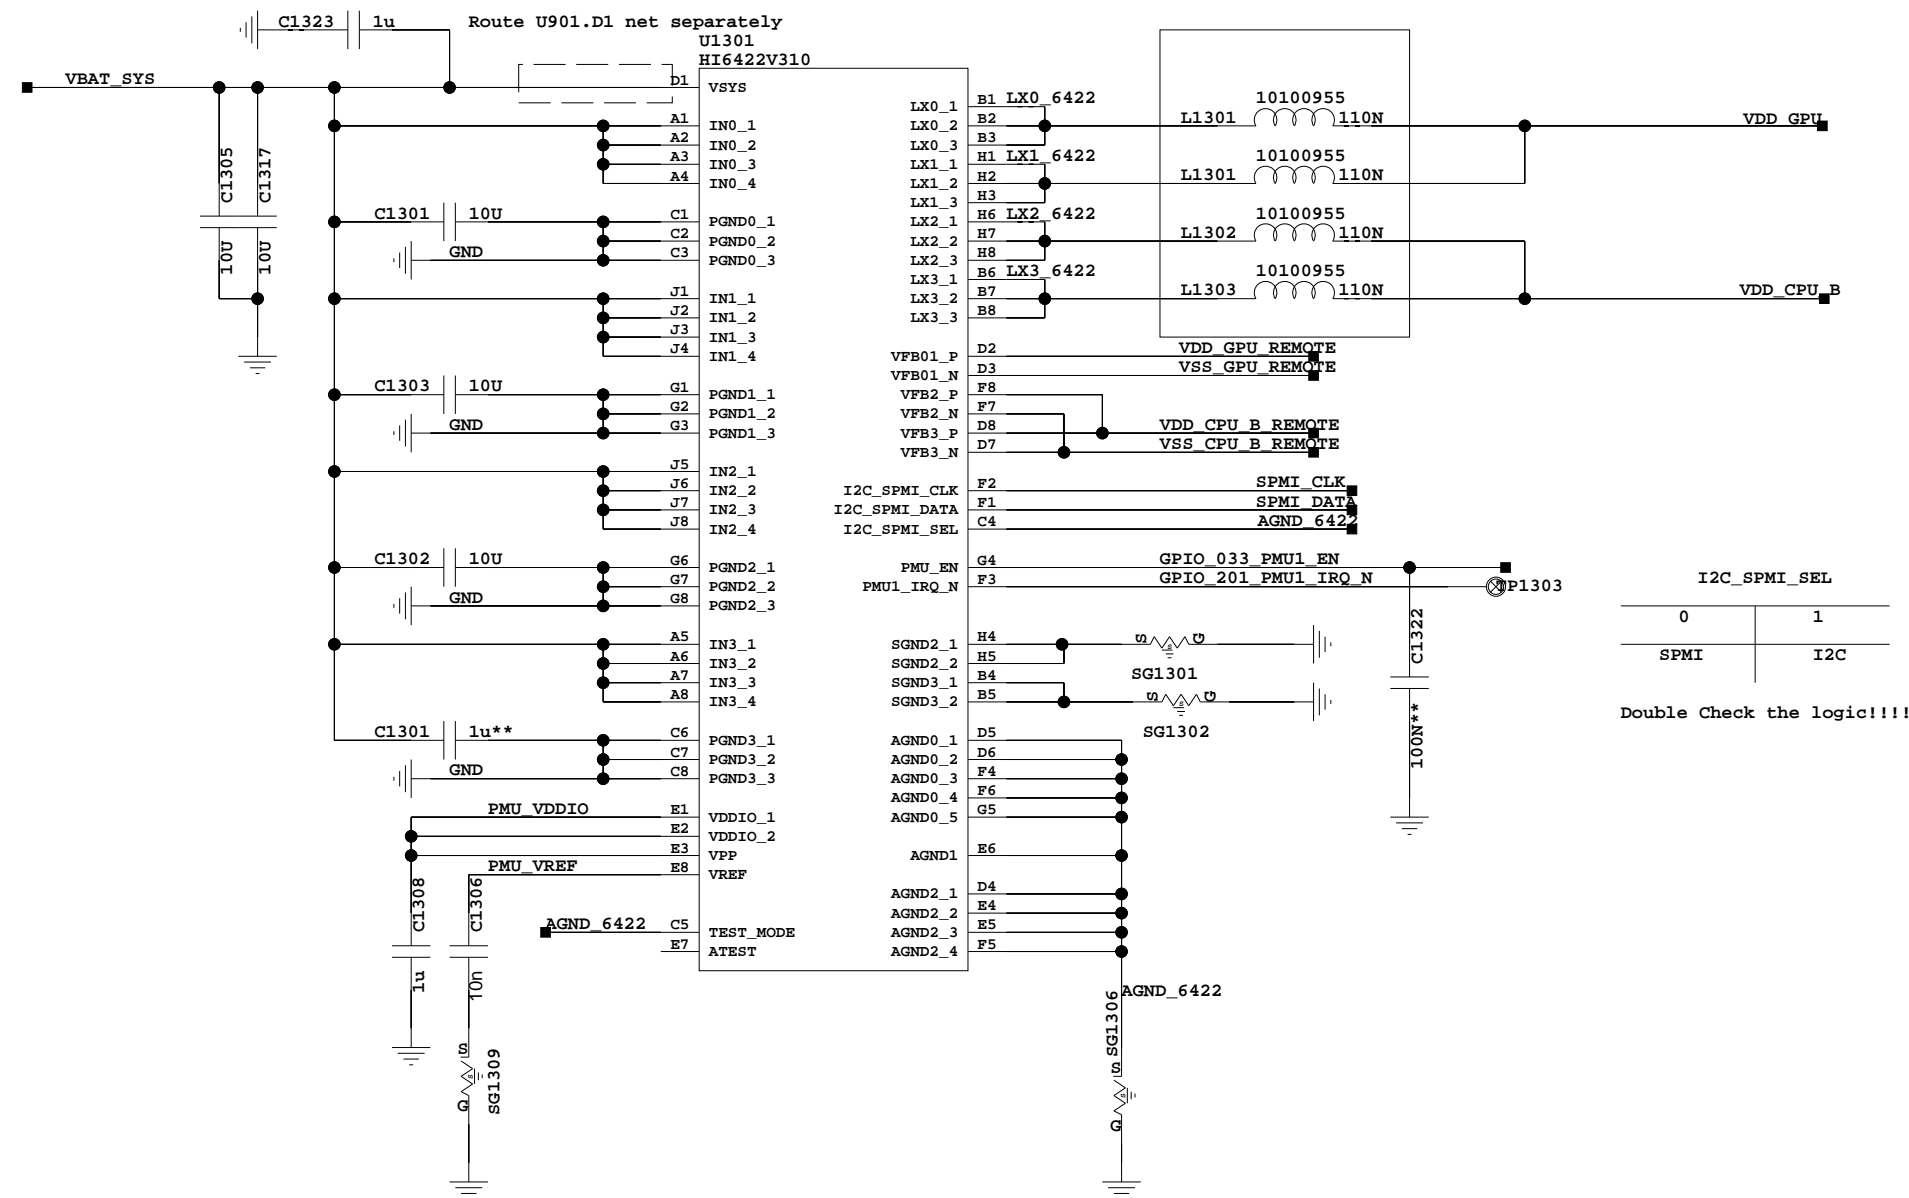 C1323 1u Route U901.D1 net separately
U1301
HI6422V310
VBAT_SYS
C1305
C1317
10U
10U
D1 VSYS
A1 IN0_1
A2 IN0_2
A3 IN0_3
A4 IN0_4
C1301 10U C1 PGND0_1
C2 PGND0_2
GND C3 PGND0_3
J1 IN1_1
J2 IN1_2
J3 IN1_3
J4 IN1_4
C1303 10U G1 PGND1_1
G2 PGND1_2
GND G3 PGND1_3
J5 IN2_1
J6 IN2_2
J7 IN2_3
J8 IN2_4
C1302 10U G6 PGND2_1
G7 PGND2_2
GND G8 PGND2_3
A5 IN3_1
A6 IN3_2
A7 IN3_3
A8 IN3_4
C1301 1u** C6 PGND3_1
C7 PGND3_2
GND C8 PGND3_3
PMU_VDDIO E1 VDDIO_1
E2 VDDIO_2
E3 VPP
PMU_VREF E8 VREF
C1308
1u
C1306
10n
AGND_6422 C5 TEST_MODE
E7 ATEST
S
G
SG1309
LX0_1 B1 LX0_6422
LX0_2 B2
LX0_3 B3
LX1_1 H1 LX1_6422
LX1_2 H2
LX1_3 H3
LX2_1 H6 LX2_6422
LX2_2 H7
LX2_3 H8
LX3_1 B6 LX3_6422
LX3_2 B7
LX3_3 B8
10100955
L1301 110N VDD_GPU
10100955
L1301 110N
10100955
L1302 110N
10100955
L1303 110N VDD_CPU_B
VFB01_P D2 VDD_GPU_REMOTE
VFB01_N D3 VSS_GPU_REMOTE
VFB2_P F8
VFB2_N F7
VFB3_P D8 VDD_CPU_B_REMOTE
VFB3_N D7 VSS_CPU_B_REMOTE
I2C_SPMI_CLK F2 SPMI_CLK
I2C_SPMI_DATA F1 SPMI_DATA
I2C_SPMI_SEL C4 AGND_6422
PMU_EN G4 GPIO_033_PMU1_EN
PMU1_IRQ_N F3 GPIO_201_PMU1_IRQ_N TP1303
C1322
100N**
SGND2_1 H4 S G
SGND2_2 H5
SG1301
SGND3_1 B4
SGND3_2 B5 S G
SG1302
AGND0_1 D5
AGND0_2 D6
AGND0_3 F4
AGND0_4 F6
AGND0_5 G5
AGND1 E6
AGND2_1 D4
AGND2_2 E4
AGND2_3 E5
AGND2_4 F5
AGND_6422
SG1306
S
G
I2C_SPMI_SEL
0 1
SPMI I2C
Double Check the logic!!!!